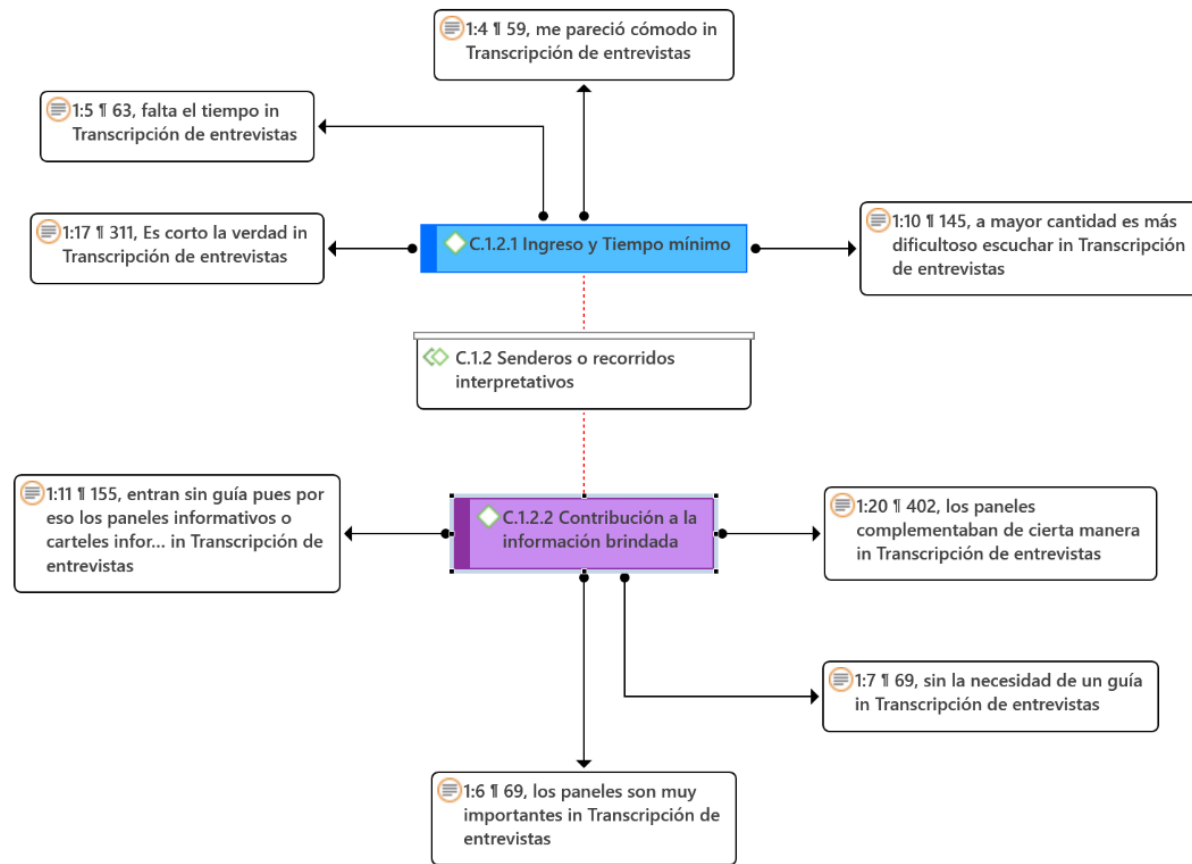 1:4 ¶ 59, me pareció cómodo in
Transcripción de entrevistas
1:5 ¶ 63, falta el tiempo in
Transcripción de entrevistas
1:17 ¶ 311, Es corto la verdad in
Transcripción de entrevistas
C.1.2.1 Ingreso y Tiempo mínimo
1:10 ¶ 145, a mayor cantidad es más
dificultoso escuchar in Transcripción
de entrevistas
C.1.2 Senderos o recorridos
interpretativos
1:11 ¶ 155, entran sin guía pues por
eso los paneles informativos o
carteles infor... in Transcripción de
entrevistas
C.1.2.2 Contribución a la
información brindada
1:20 ¶ 402, los paneles
complementaban de cierta manera
in Transcripción de entrevistas
1:7 ¶ 69, sin la necesidad de un guía
in Transcripción de entrevistas
1:6 ¶ 69, los paneles son muy
importantes in Transcripción de
entrevistas